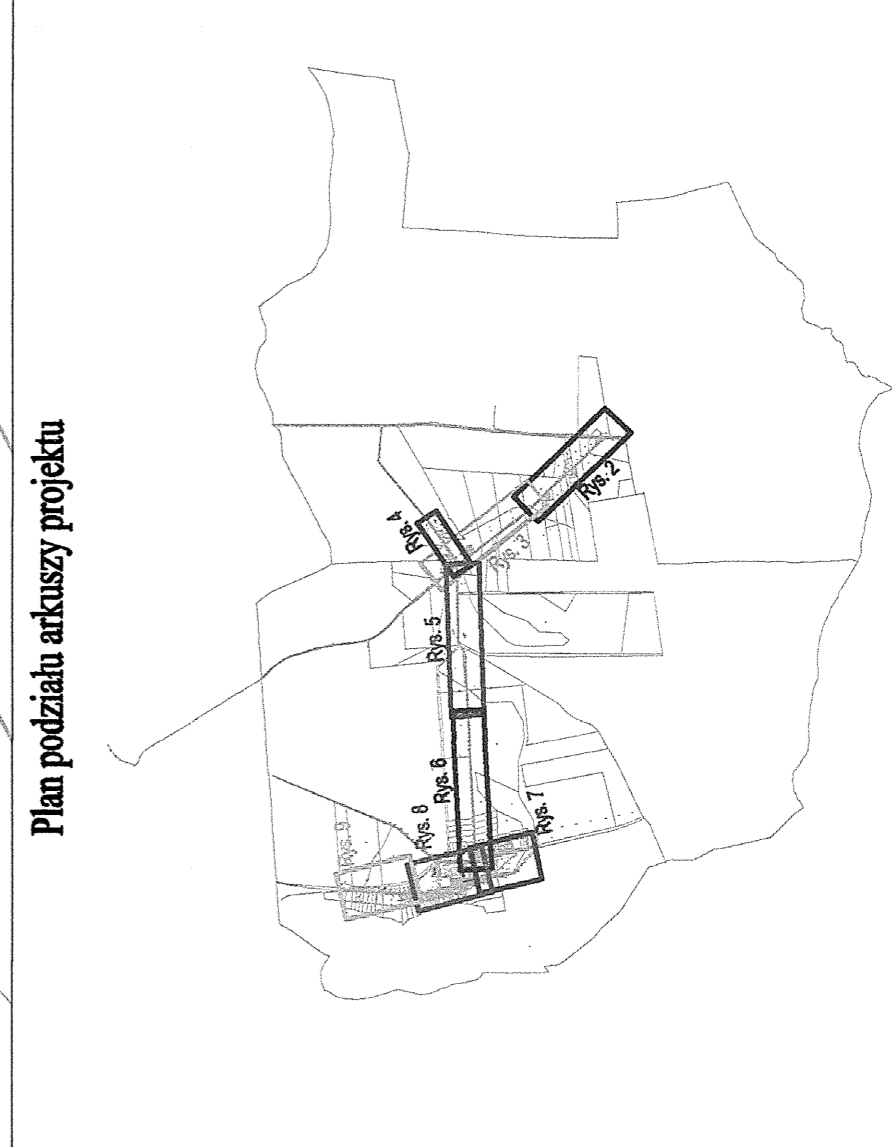 Plan podziału arkuszy projektu
Rys. 2
Rys. 3
Rys. 4
Rys. 5
Rys. 6
Rys. 7
Rys. 8
Rys. 9